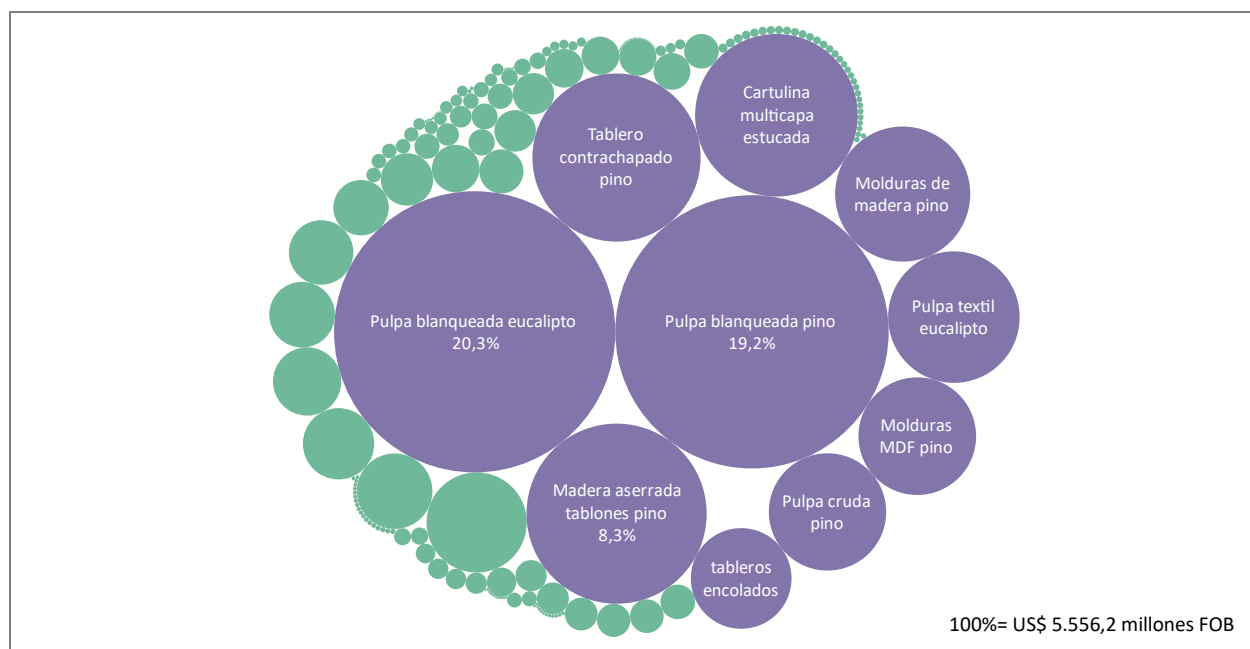 Cartulina
multicapa
estucada
Tablero
contrachapado
pino
Molduras de
madera pino
Pulpa textil
eucalipto
Pulpa blanqueada eucalipto
20,3%
Pulpa blanqueada pino
19,2%
Molduras
MDF pino
Madera aserrada
tablones pino
8,3%
Pulpa cruda
pino
tableros
encolados
100%= US$ 5.556,2 millones FOB